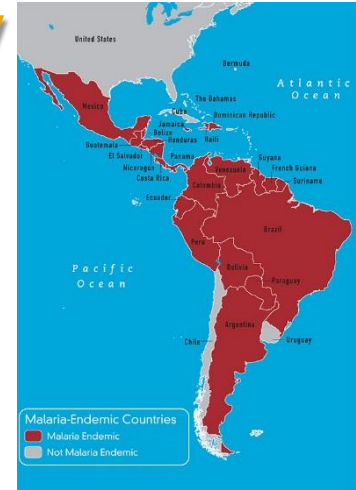 United States
Bermuda
Atlantic
Ocean
The Bahamas
Mexico
Cuba
Dominican Republic
Jamaica
Belize
Honduras
Haiti
Guatemala
El Salvador
Panama
Nicaragua
Costa Rica
Venezuela
Guyana
French Guiana
Suriname
Colombia
Ecuador
Brazil
Peru
Pacific
Ocean
Bolivia
Paraguay
Argentina
Chile
Uruguay
Malaria-Endemic Countries
Malaria Endemic
Not Malaria Endemic